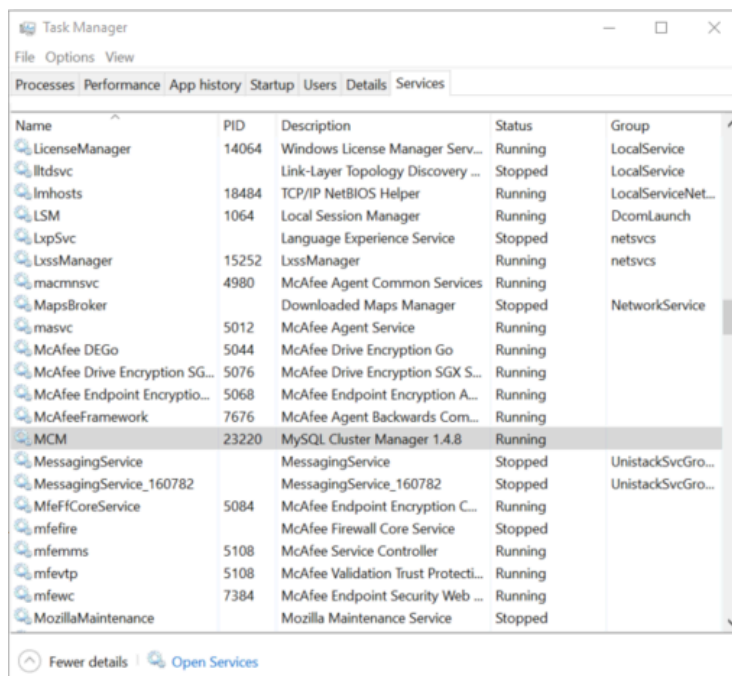 Task Manager
File Options View
Processes Performance App history Startup Users Details Services
Name PID Description Status Group
LicenseManager 14064 Windows License Manager Serv... Running LocalService
lltdsvc Link-Layer Topology Discovery ... Stopped LocalService
lmhosts 18484 TCP/IP NetBIOS Helper Running LocalServiceNet...
LSM 1064 Local Session Manager Running DcomLaunch
LxpSvc Language Experience Service Stopped netsvcs
LxssManager 15252 LxssManager Running netsvcs
macmnsvc 4980 McAfee Agent Common Services Running
MapsBroker Downloaded Maps Manager Stopped NetworkService
masvc 5012 McAfee Agent Service Running
McAfee DEGo 5044 McAfee Drive Encryption Go Running
McAfee Drive Encryption SG... 5076 McAfee Drive Encryption SGX S... Running
McAfee Endpoint Encryptio... 5068 McAfee Endpoint Encryption A... Running
McAfeeFramework 7676 McAfee Agent Backwards Com... Running
MCM 23220 MySQL Cluster Manager 1.4.8 Running
MessagingService MessagingService Stopped UnistackSvcGro...
MessagingService_160782 MessagingService_160782 Stopped UnistackSvcGro...
MfeFfCoreService 5084 McAfee Endpoint Encryption C... Running
mfefire McAfee Firewall Core Service Stopped
mfemms 5108 McAfee Service Controller Running
mfevtp 5108 McAfee Validation Trust Protecti... Running
mfewc 7384 McAfee Endpoint Security Web ... Running
MozillaMaintenance Mozilla Maintenance Service Stopped
Fewer details Open Services